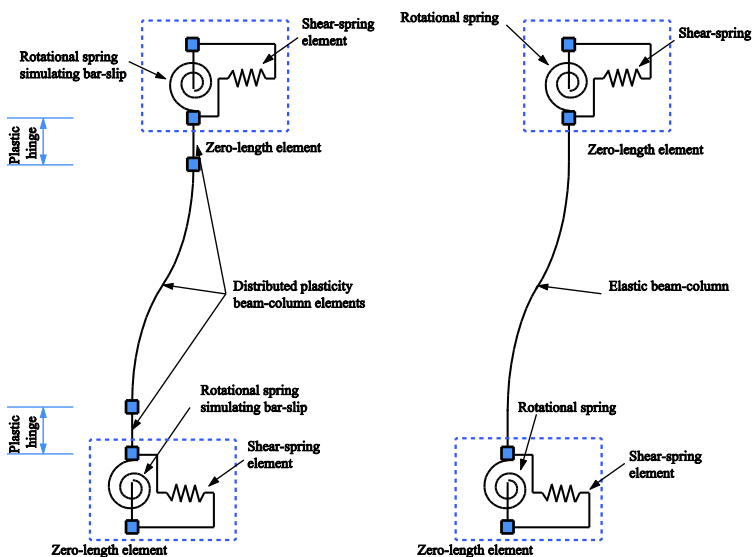 Shear-spring
element
Rotational spring
simulating bar-slip
Plastic
hinge
Zero-length element
Distributed plasticity
beam-column elements
Rotational spring
simulating bar-slip
Plastic
hinge
Shear-spring
element
Zero-length element
Rotational spring
Shear-spring
Zero-length element
Elastic beam-column
Rotational spring
Shear-spring
element
Zero-length element